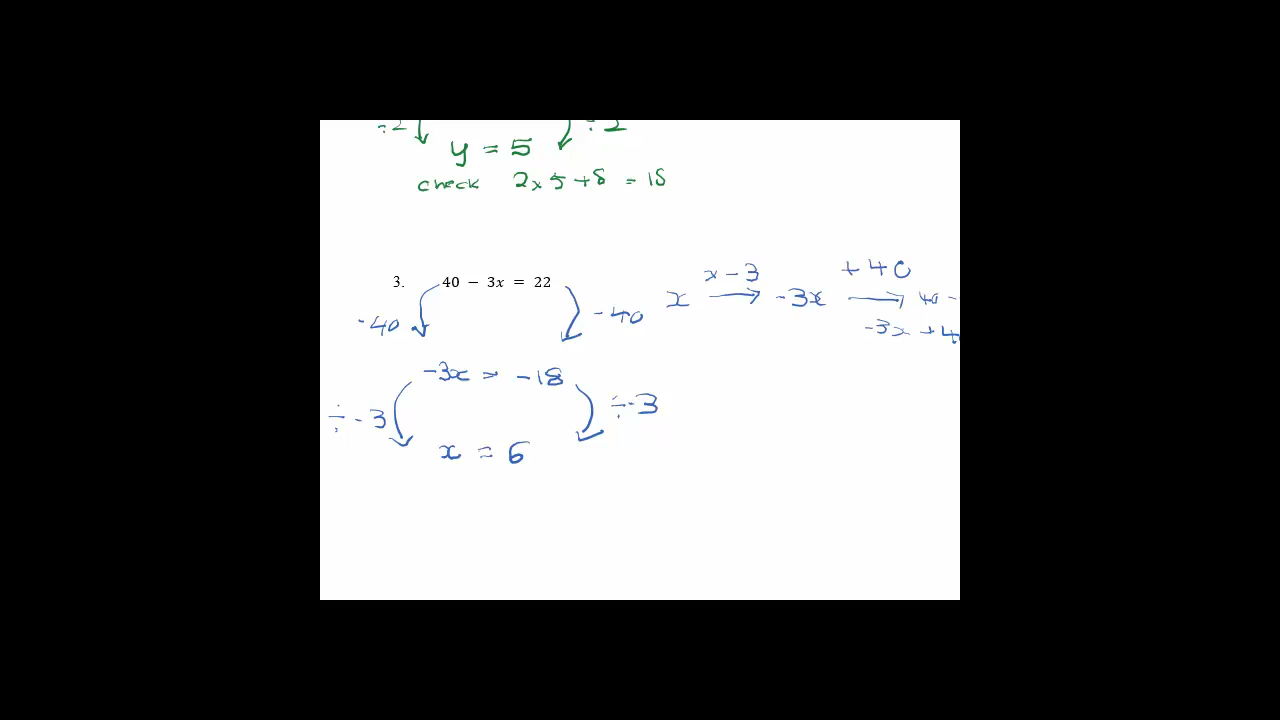 ÷2 ÷2
y = 5
check 2×5+8 = 18
3. 40 − 3x = 22
x ×-3 → -3x +40 → 40 -
-40 -40
-3x + 4
-3x = -18
÷-3 ÷-3
x = 6